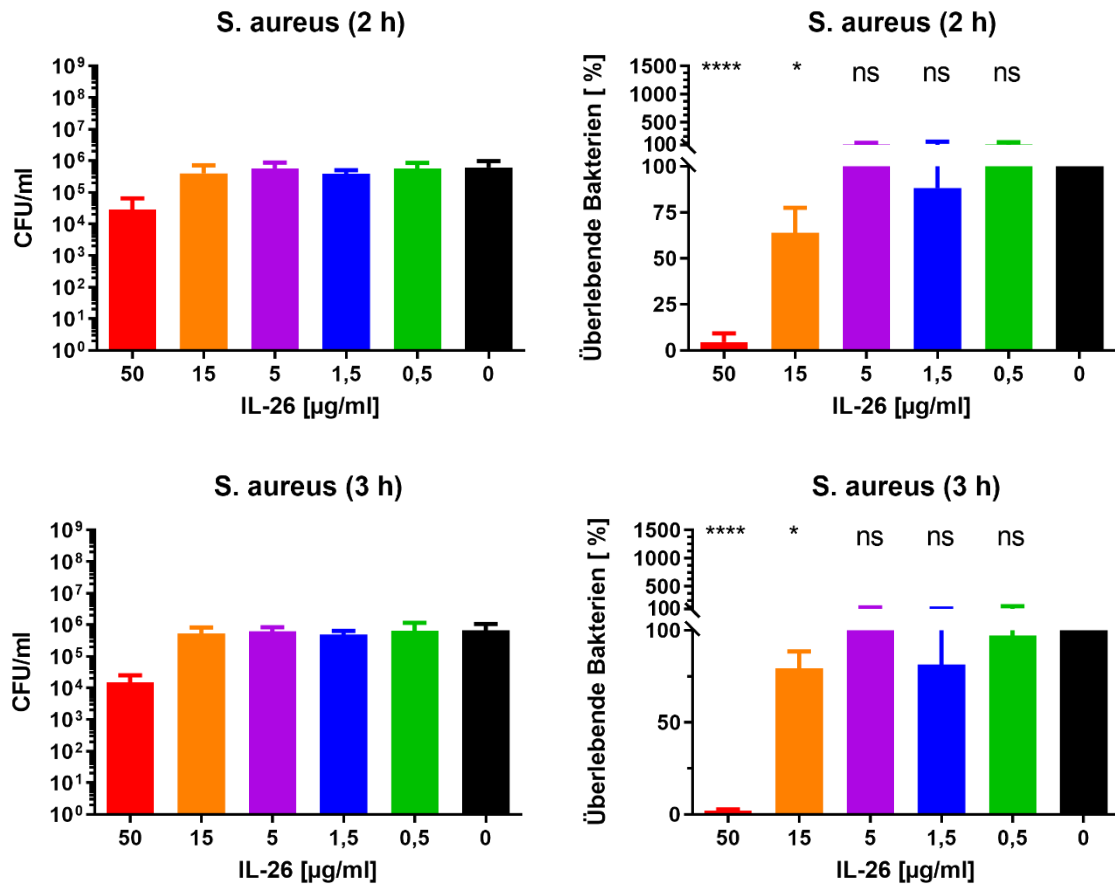 S. aureus (2 h)
CFU/ml
10⁹
10⁸
10⁷
10⁶
10⁵
10⁴
10³
10²
10¹
10⁰
50 15 5 1,5 0,5 0
IL-26 [µg/ml]
S. aureus (2 h)
Überlebende Bakterien [ %]
**** * ns ns ns
1500
1000
500
100
100
75
50
25
0
50 15 5 1,5 0,5 0
IL-26 [µg/ml]
S. aureus (3 h)
CFU/ml
10⁹
10⁸
10⁷
10⁶
10⁵
10⁴
10³
10²
10¹
10⁰
50 15 5 1,5 0,5 0
IL-26 [µg/ml]
S. aureus (3 h)
Überlebende Bakterien [ %]
**** * ns ns ns
1500
1000
500
100
100
50
0
50 15 5 1,5 0,5 0
IL-26 [µg/ml]